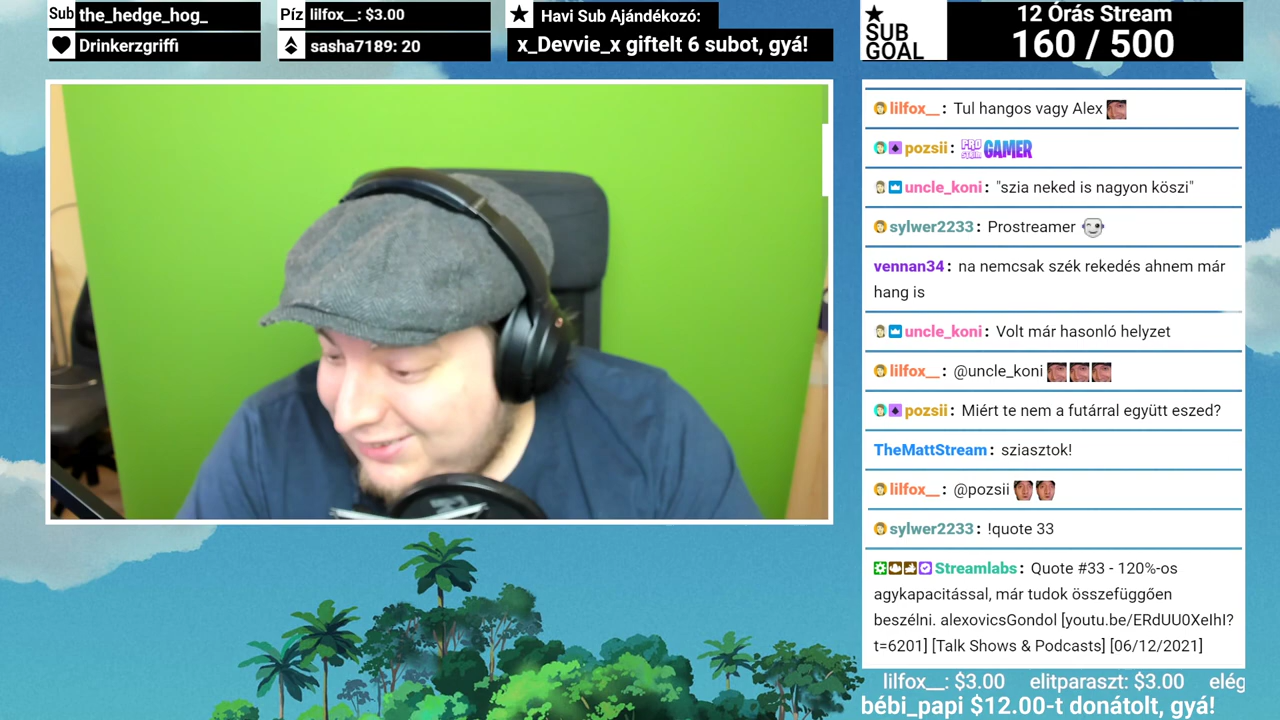 Sub the_hedge_hog_
Drinkerzgriffi
Píz lilfox__: $3.00
sasha7189: 20
Havi Sub Ajándékozó:
x_Devvie_x giftelt 6 subot, gyá!
SUB
GOAL
12 Órás Stream
160 / 500
lilfox__: Tul hangos vagy Alex
pozsii: PRO STRIM GAMER
uncle_koni: "szia neked is nagyon köszi"
sylwer2233: Prostreamer
vennan34: na nemcsak szék rekedés ahnem már
hang is
uncle_koni: Volt már hasonló helyzet
lilfox__: @uncle_koni
pozsii: Miért te nem a futárral együtt eszed?
TheMattStream: sziasztok!
lilfox__: @pozsii
sylwer2233: !quote 33
Streamlabs: Quote #33 - 120%-os
agykapacitással, már tudok összefüggően
beszélni. alexovicsGondol [youtu.be/ERdUU0XeIhI?
t=6201] [Talk Shows & Podcasts] [06/12/2021]
lilfox__: $3.00 elitparaszt: $3.00 elég
bébi_papi $12.00-t donátolt, gyá!